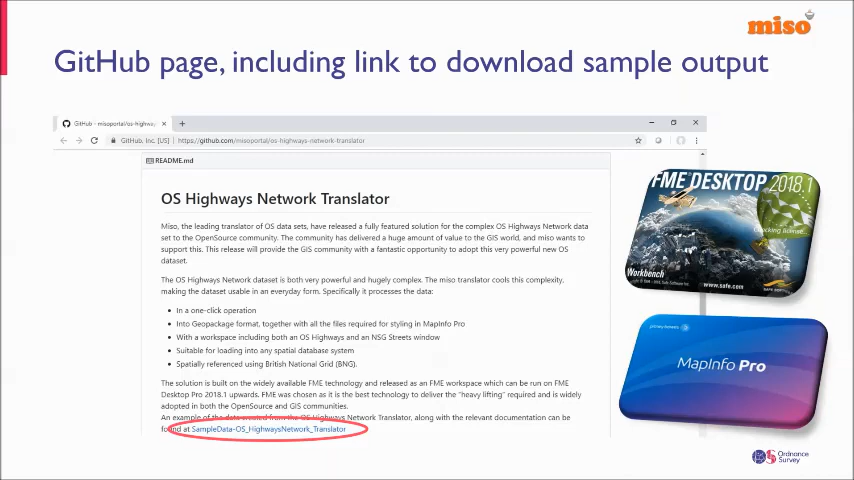 miso
GitHub page, including link to download sample output
GitHub - misoportal/os-highway
GitHub, Inc. [US] | https://github.com/misoportal/os-highways-network-translator
README.md
OS Highways Network Translator
Miso, the leading translator of OS data sets, have released a fully featured solution for the complex OS Highways Network data
set to the OpenSource community. The community has delivered a huge amount of value to the GIS world, and miso wants to
support this. This release will provide the GIS community with a fantastic opportunity to adopt this very powerful new OS
dataset.
The OS Highways Network dataset is both very powerful and hugely complex. The miso translator cools this complexity,
making the dataset usable in an everyday form. Specifically it processes the data:
• In a one-click operation
• Into Geopackage format, together with all the files required for styling in MapInfo Pro
• With a workspace including both an OS Highways and an NSG Streets window
• Suitable for loading into any spatial database system
• Spatially referenced using British National Grid (BNG).
The solution is built on the widely available FME technology and released as an FME workspace which can be run on FME
Desktop Pro 2018.1 upwards. FME was chosen as it is the best technology to deliver the "heavy lifting" required and is widely
adopted in both the OpenSource and GIS communities.
An example of the data created from the OS Highways Network Translator, along with the relevant documentation can be
found at SampleData-OS_HighwaysNetwork_Translator
FME DESKTOP 2018.1
Workbench
www.safe.com
SAFE SOFTWARE
pitney bowes
MapInfo Pro
Ordnance
Survey